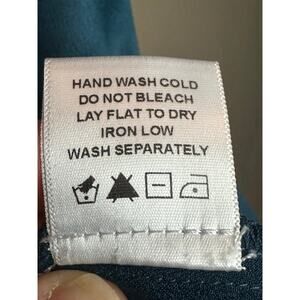 HAND WASH COLD
DO NOT BLEACH
LAY FLAT TO DRY
IRON LOW
WASH SEPARATELY